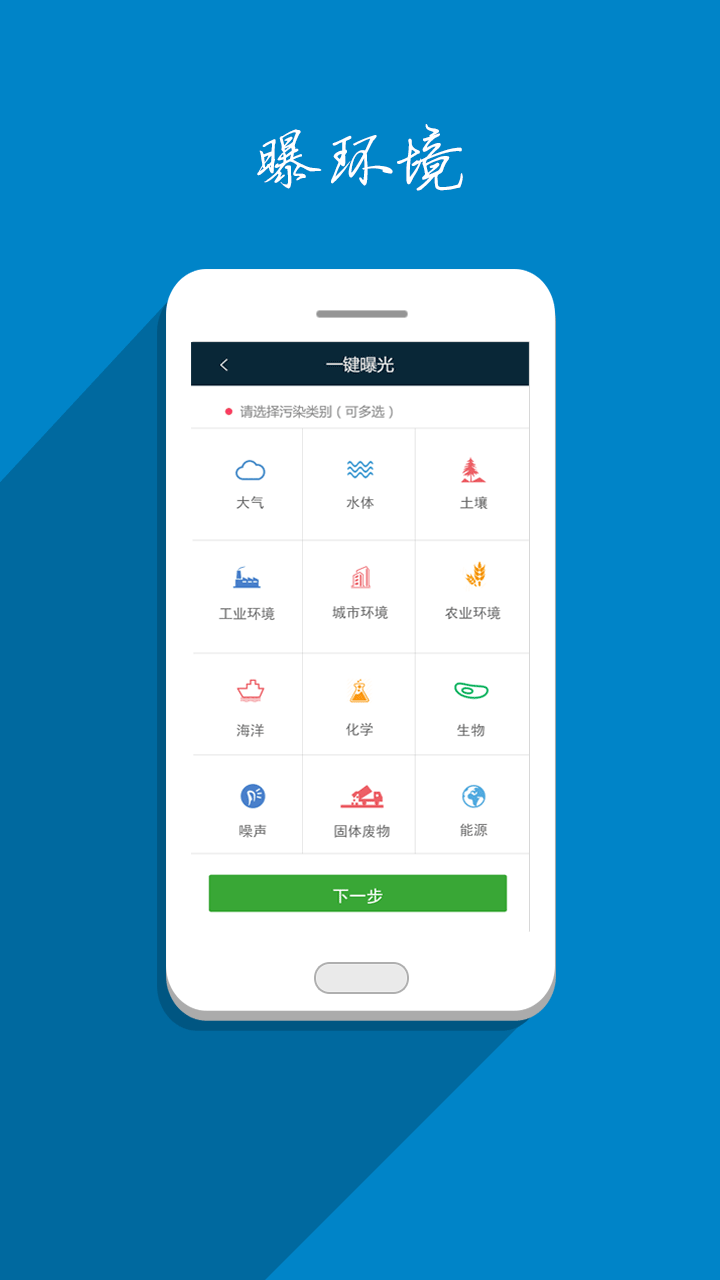 曝环境
一键曝光
请选择污染类别（可多选）
大气 水体 土壤
工业环境 城市环境 农业环境
海洋 化学 生物
噪声 固体废物 能源
下一步